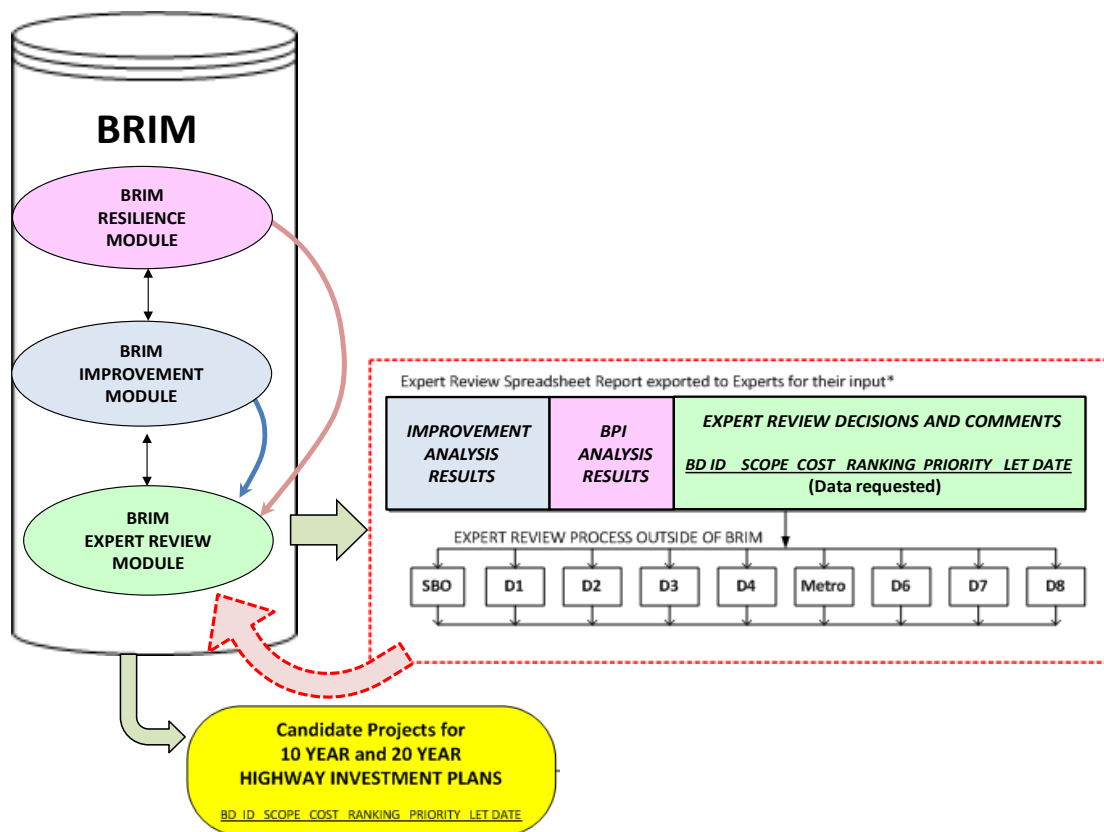 BRIM
BRIM
RESILIENCE
MODULE
BRIM
IMPROVEMENT
MODULE
BRIM
EXPERT REVIEW
MODULE
Expert Review Spreadsheet Report exported to Experts for their input*
IMPROVEMENT
ANALYSIS
RESULTS
BPI
ANALYSIS
RESULTS
EXPERT REVIEW DECISIONS AND COMMENTS
BD ID SCOPE COST RANKING PRIORITY LET DATE
(Data requested)
EXPERT REVIEW PROCESS OUTSIDE OF BRIM
SBO D1 D2 D3 D4 Metro D6 D7 D8
Candidate Projects for
10 YEAR and 20 YEAR
HIGHWAY INVESTMENT PLANS
BD ID SCOPE COST RANKING PRIORITY LET DATE